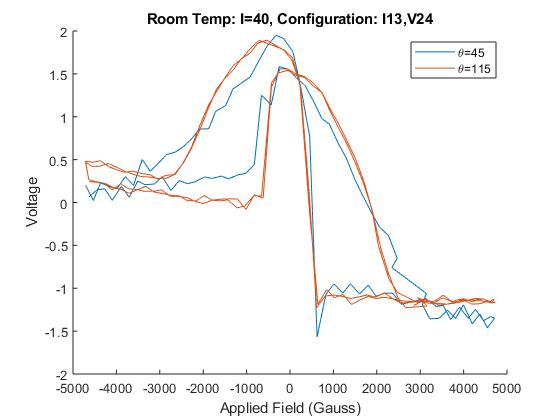 Room Temp: I=40, Configuration: I13,V24
2
1.5
1
0.5
0
-0.5
-1
-1.5
-2
Voltage
θ=45
θ=115
-5000 -4000 -3000 -2000 -1000 0 1000 2000 3000 4000 5000
Applied Field (Gauss)